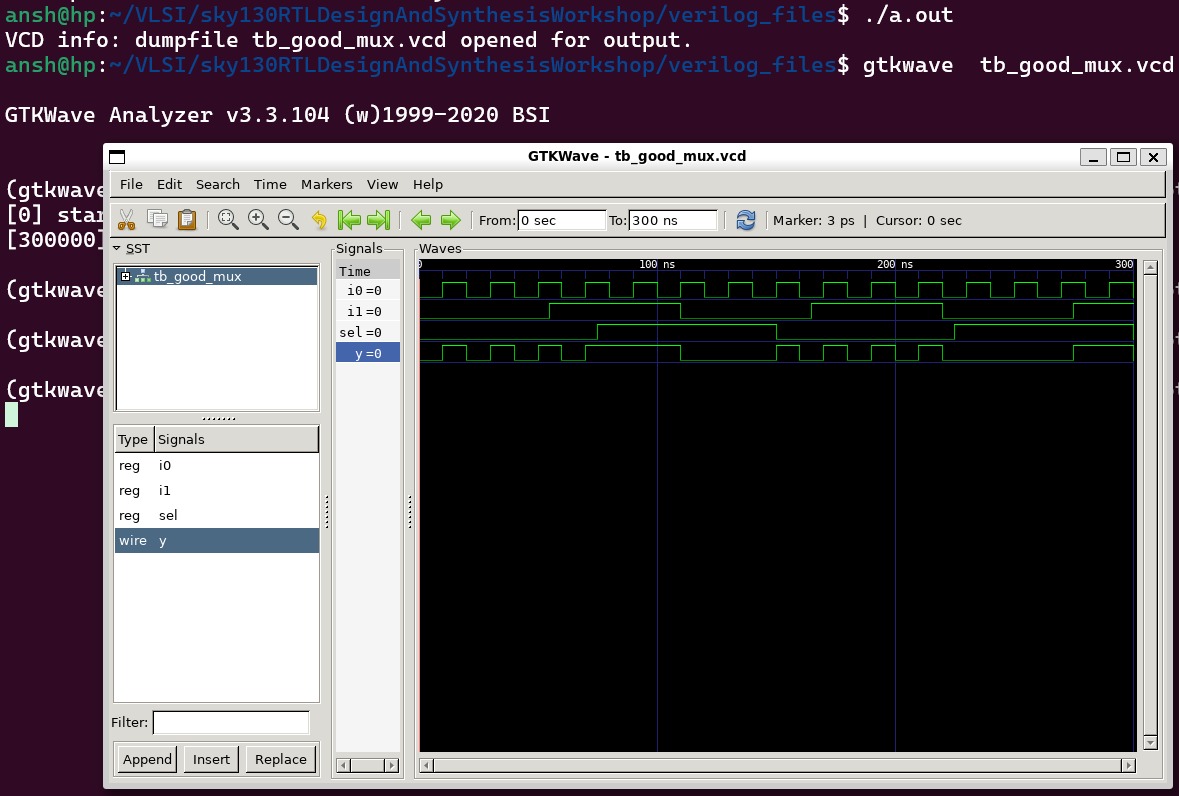 ansh@hp:~/VLSI/sky130RTLDesignAndSynthesisWorkshop/verilog_files$ ./a.out
VCD info: dumpfile tb_good_mux.vcd opened for output.
ansh@hp:~/VLSI/sky130RTLDesignAndSynthesisWorkshop/verilog_files$ gtkwave  tb_good_mux.vcd
GTKWave Analyzer v3.3.104 (w)1999-2020 BSI
(gtkwave
[0] star
[300000]
(gtkwave
(gtkwave
(gtkwave
GTKWave - tb_good_mux.vcd
File Edit Search Time Markers View Help
From: 0 sec To: 300 ns Marker: 3 ps | Cursor: 0 sec
SST
tb_good_mux
Type Signals
reg i0
reg i1
reg sel
wire y
Filter:
Append Insert Replace
Signals
Time
i0 =0
i1 =0
sel =0
y =0
Waves
0 100 ns 200 ns 300